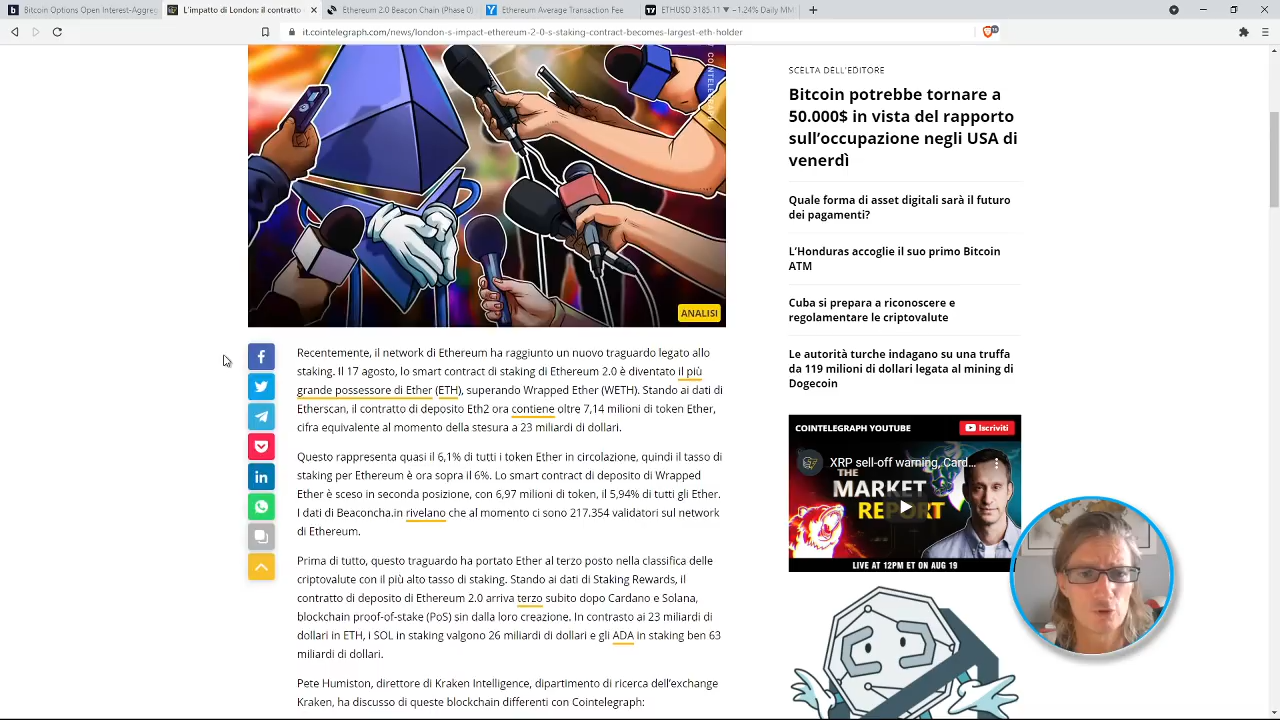 Bitcoin Options Open Interest-Aggreg
L'impatto di London: il contratto
Ethereum 2.0 Beacon Chain (Phase 0)
Ethereum Average Transaction Fee
ETHUSD 3185.11 ▼ −1.24% Daily MM
it.cointelegraph.com/news/london-s-impact-ethereum-2-0-s-staking-contract-becomes-largest-eth-holder
COINTELEGRAPH
ANALISI
Recentemente, il network di Ethereum ha raggiunto un nuovo traguardo legato allo
staking. Il 17 agosto, lo smart contract di staking di Ethereum 2.0 è diventato il più
grande possessore di Ether (ETH), superando Wrapped Ether (WETH). Stando ai dati di
Etherscan, il contratto di deposito Eth2 ora contiene oltre 7,14 milioni di token Ether,
cifra equivalente al momento della stesura a 23 miliardi di dollari.
Questo rappresenta quasi il 6,1% di tutti i token Ether in circolazione, quindi il tasso di
staking per Ethereum è ora sopra il 6%. Lo smart contract di deposito di Wrapped
Ether è sceso in seconda posizione, con 6,97 milioni di token, il 5,94% di tutti gli Ether.
I dati di Beaconcha.in rivelano che al momento ci sono 217.354 validatori sul network
di Ethereum.
Prima di tutto, questo traguardo ha portato Ether al terzo posto nella classifica delle
criptovalute con il più alto tasso di staking. Stando ai dati di Staking Rewards, il
contratto di deposito di Ethereum 2.0 arriva terzo subito dopo Cardano e Solana,
blockchain proof-of-stake (PoS) sin dalla loro creazione. In contrasto ai 23 miliardi di
dollari in ETH, i SOL in staking valgono 26 miliardi di dollari e gli ADA in staking ben 63
miliardi di dollari.
Pete Humiston, direttore di Kraken Intelligence, dipartimento di ricerca dell'exchange
Kraken, ha discusso di queste blockchain differenti con Cointelegraph:
SCELTA DELL'EDITORE
Bitcoin potrebbe tornare a
50.000$ in vista del rapporto
sull'occupazione negli USA di
venerdì
Quale forma di asset digitali sarà il futuro
dei pagamenti?
L'Honduras accoglie il suo primo Bitcoin
ATM
Cuba si prepara a riconoscere e
regolamentare le criptovalute
Le autorità turche indagano su una truffa
da 119 milioni di dollari legata al mining di
Dogecoin
COINTELEGRAPH YOUTUBE
Iscriviti
XRP sell-off warning, Card...
THE
MARKET
REPORT
LIVE AT 12PM ET ON AUG 19